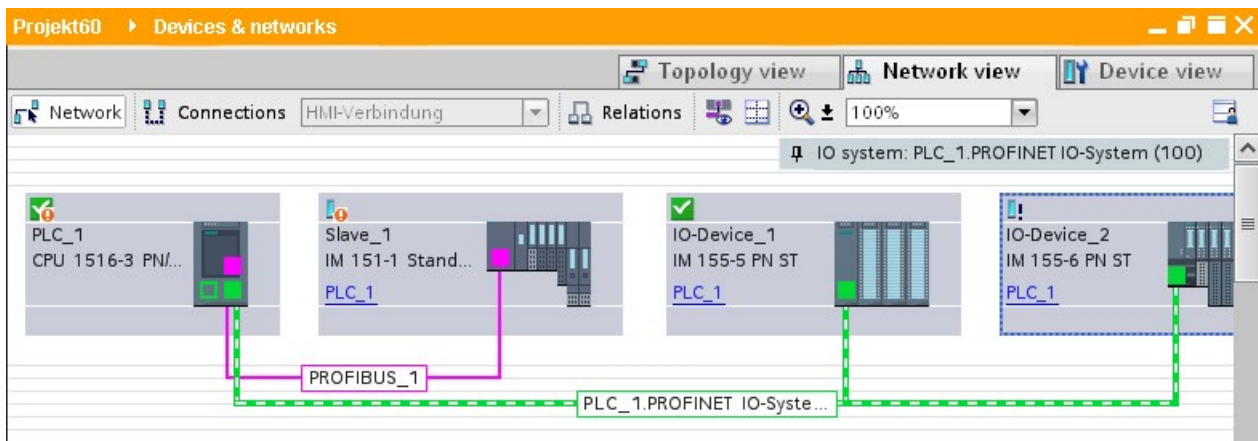 Projekt60 Devices & networks
Topology view Network view Device view
Network Connections HMI-Verbindung Relations 100%
IO system: PLC_1.PROFINET IO-System (100)
PLC_1
CPU 1516-3 PN/...
Slave_1
IM 151-1 Stand...
PLC_1
IO-Device_1
IM 155-5 PN ST
PLC_1
IO-Device_2
IM 155-6 PN ST
PLC_1
PROFIBUS_1
PLC_1.PROFINET IO-Syste...